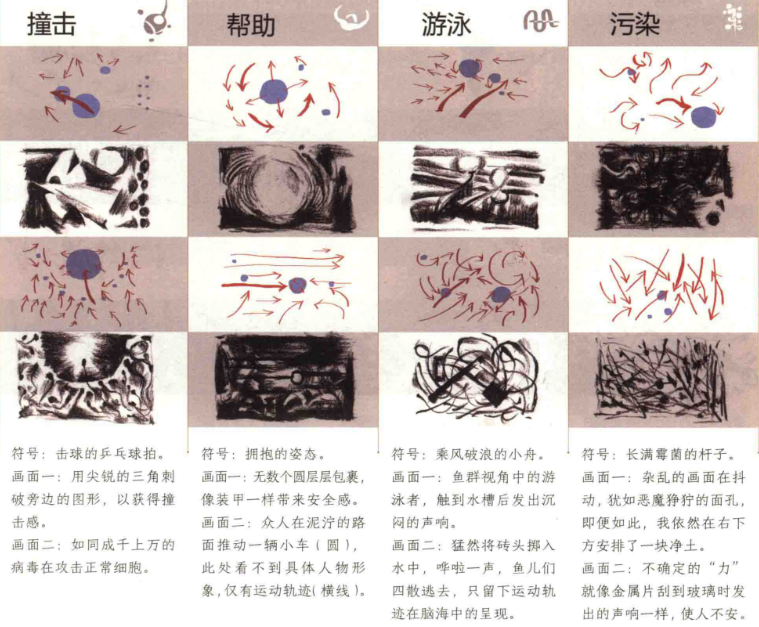 撞击
帮助
游泳
污染
符号：击球的乒乓球拍。
画面一：用尖锐的三角刺
破旁边的图形，以获得撞
击感。
画面二：如同成千上万的
病毒在攻击正常细胞。
符号：拥抱的姿态。
画面一：无数个圆层层包裹，
像装甲一样带来安全感。
画面二：众人在泥泞的路
面推动一辆小车（圆），
此处看不到具体人物形
象，仅有运动轨迹（横线）。
符号：乘风破浪的小舟。
画面一：鱼群视角中的游
泳者，触到水槽后发出沉
闷的声响。
画面二：猛然将砖头掷入
水中，哗啦一声，鱼儿们
四散逃去，只留下运动轨
迹在脑海中的呈现。
符号：长满霉菌的杆子。
画面一：杂乱的画面在抖
动，犹如恶魔狰狞的面孔，
即便如此，我依然在右下
方安排了一块净土。
画面二：不确定的“力”
就像金属片刮到玻璃时发
出的声响一样，使人不安。